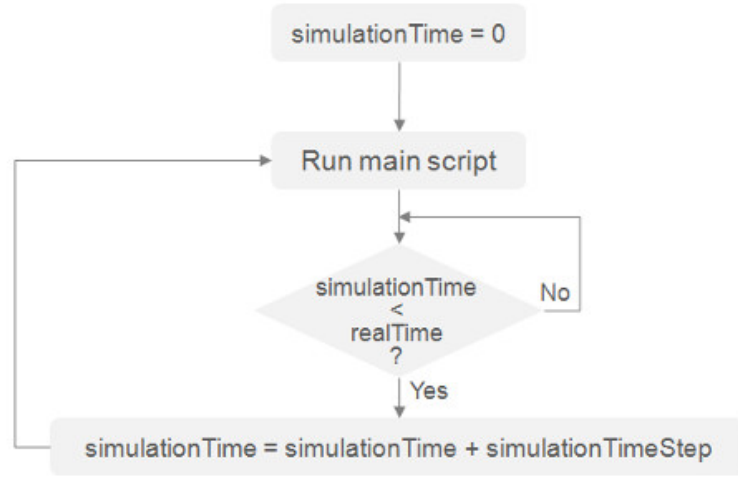 simulationTime = 0
Run main script
simulationTime
<
realTime
?
No
Yes
simulationTime = simulationTime + simulationTimeStep